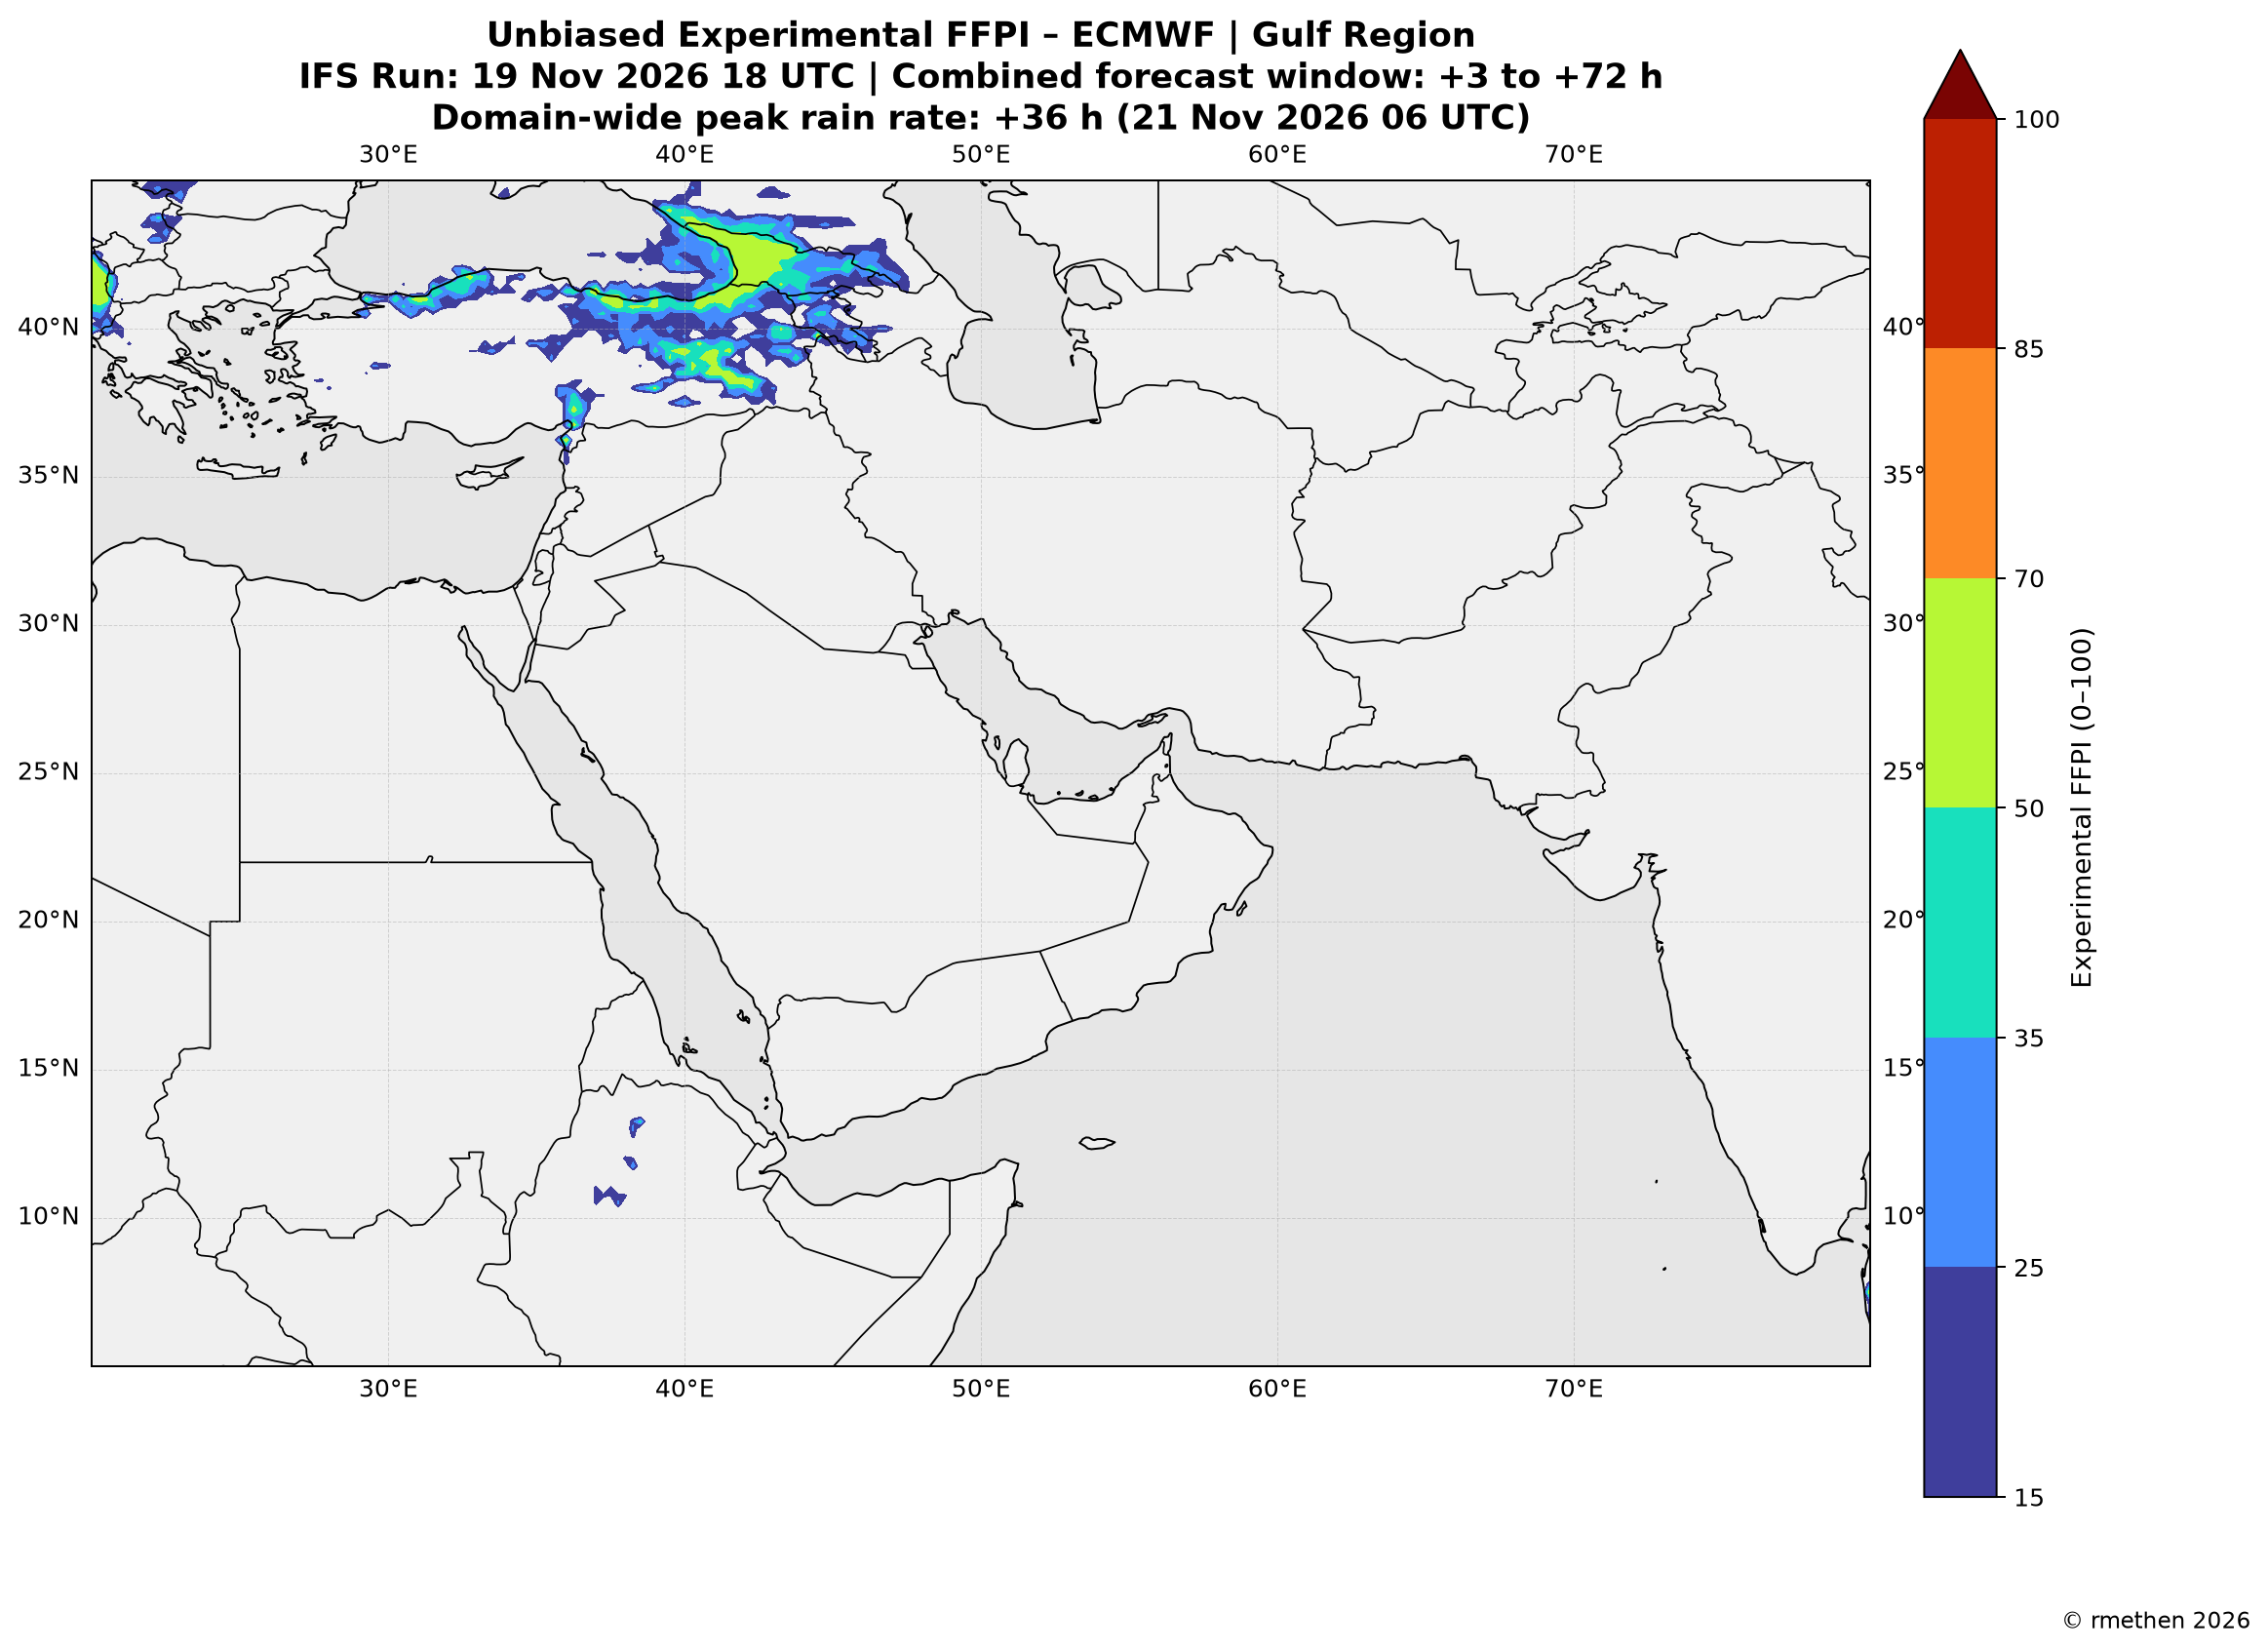 Unbiased Experimental FFPI – ECMWF | Gulf Region
IFS Run: 19 Nov 2026 18 UTC | Combined forecast window: +3 to +72 h
Domain-wide peak rain rate: +36 h (21 Nov 2026 06 UTC)
30°E 40°E 50°E 60°E 70°E
40°N 40°
35°N 35°
30°N 30°
25°N 25°
20°N 20°
15°N 15°
10°N 10°
30°E 40°E 50°E 60°E 70°E
100
85
70
50
35
25
15
Experimental FFPI (0–100)
© rmethen 2026